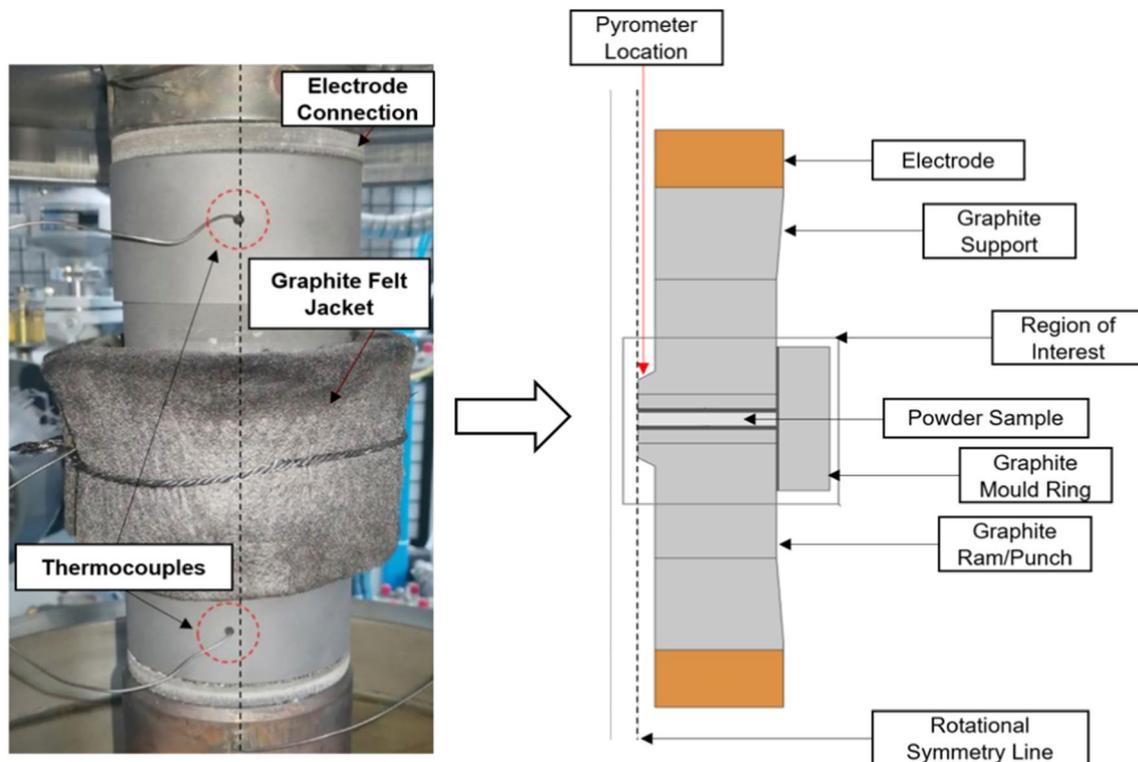 Electrode
Connection
Graphite Felt
Jacket
Thermocouples
Pyrometer
Location
Electrode
Graphite
Support
Region of
Interest
Powder Sample
Graphite
Mould Ring
Graphite
Ram/Punch
Rotational
Symmetry Line